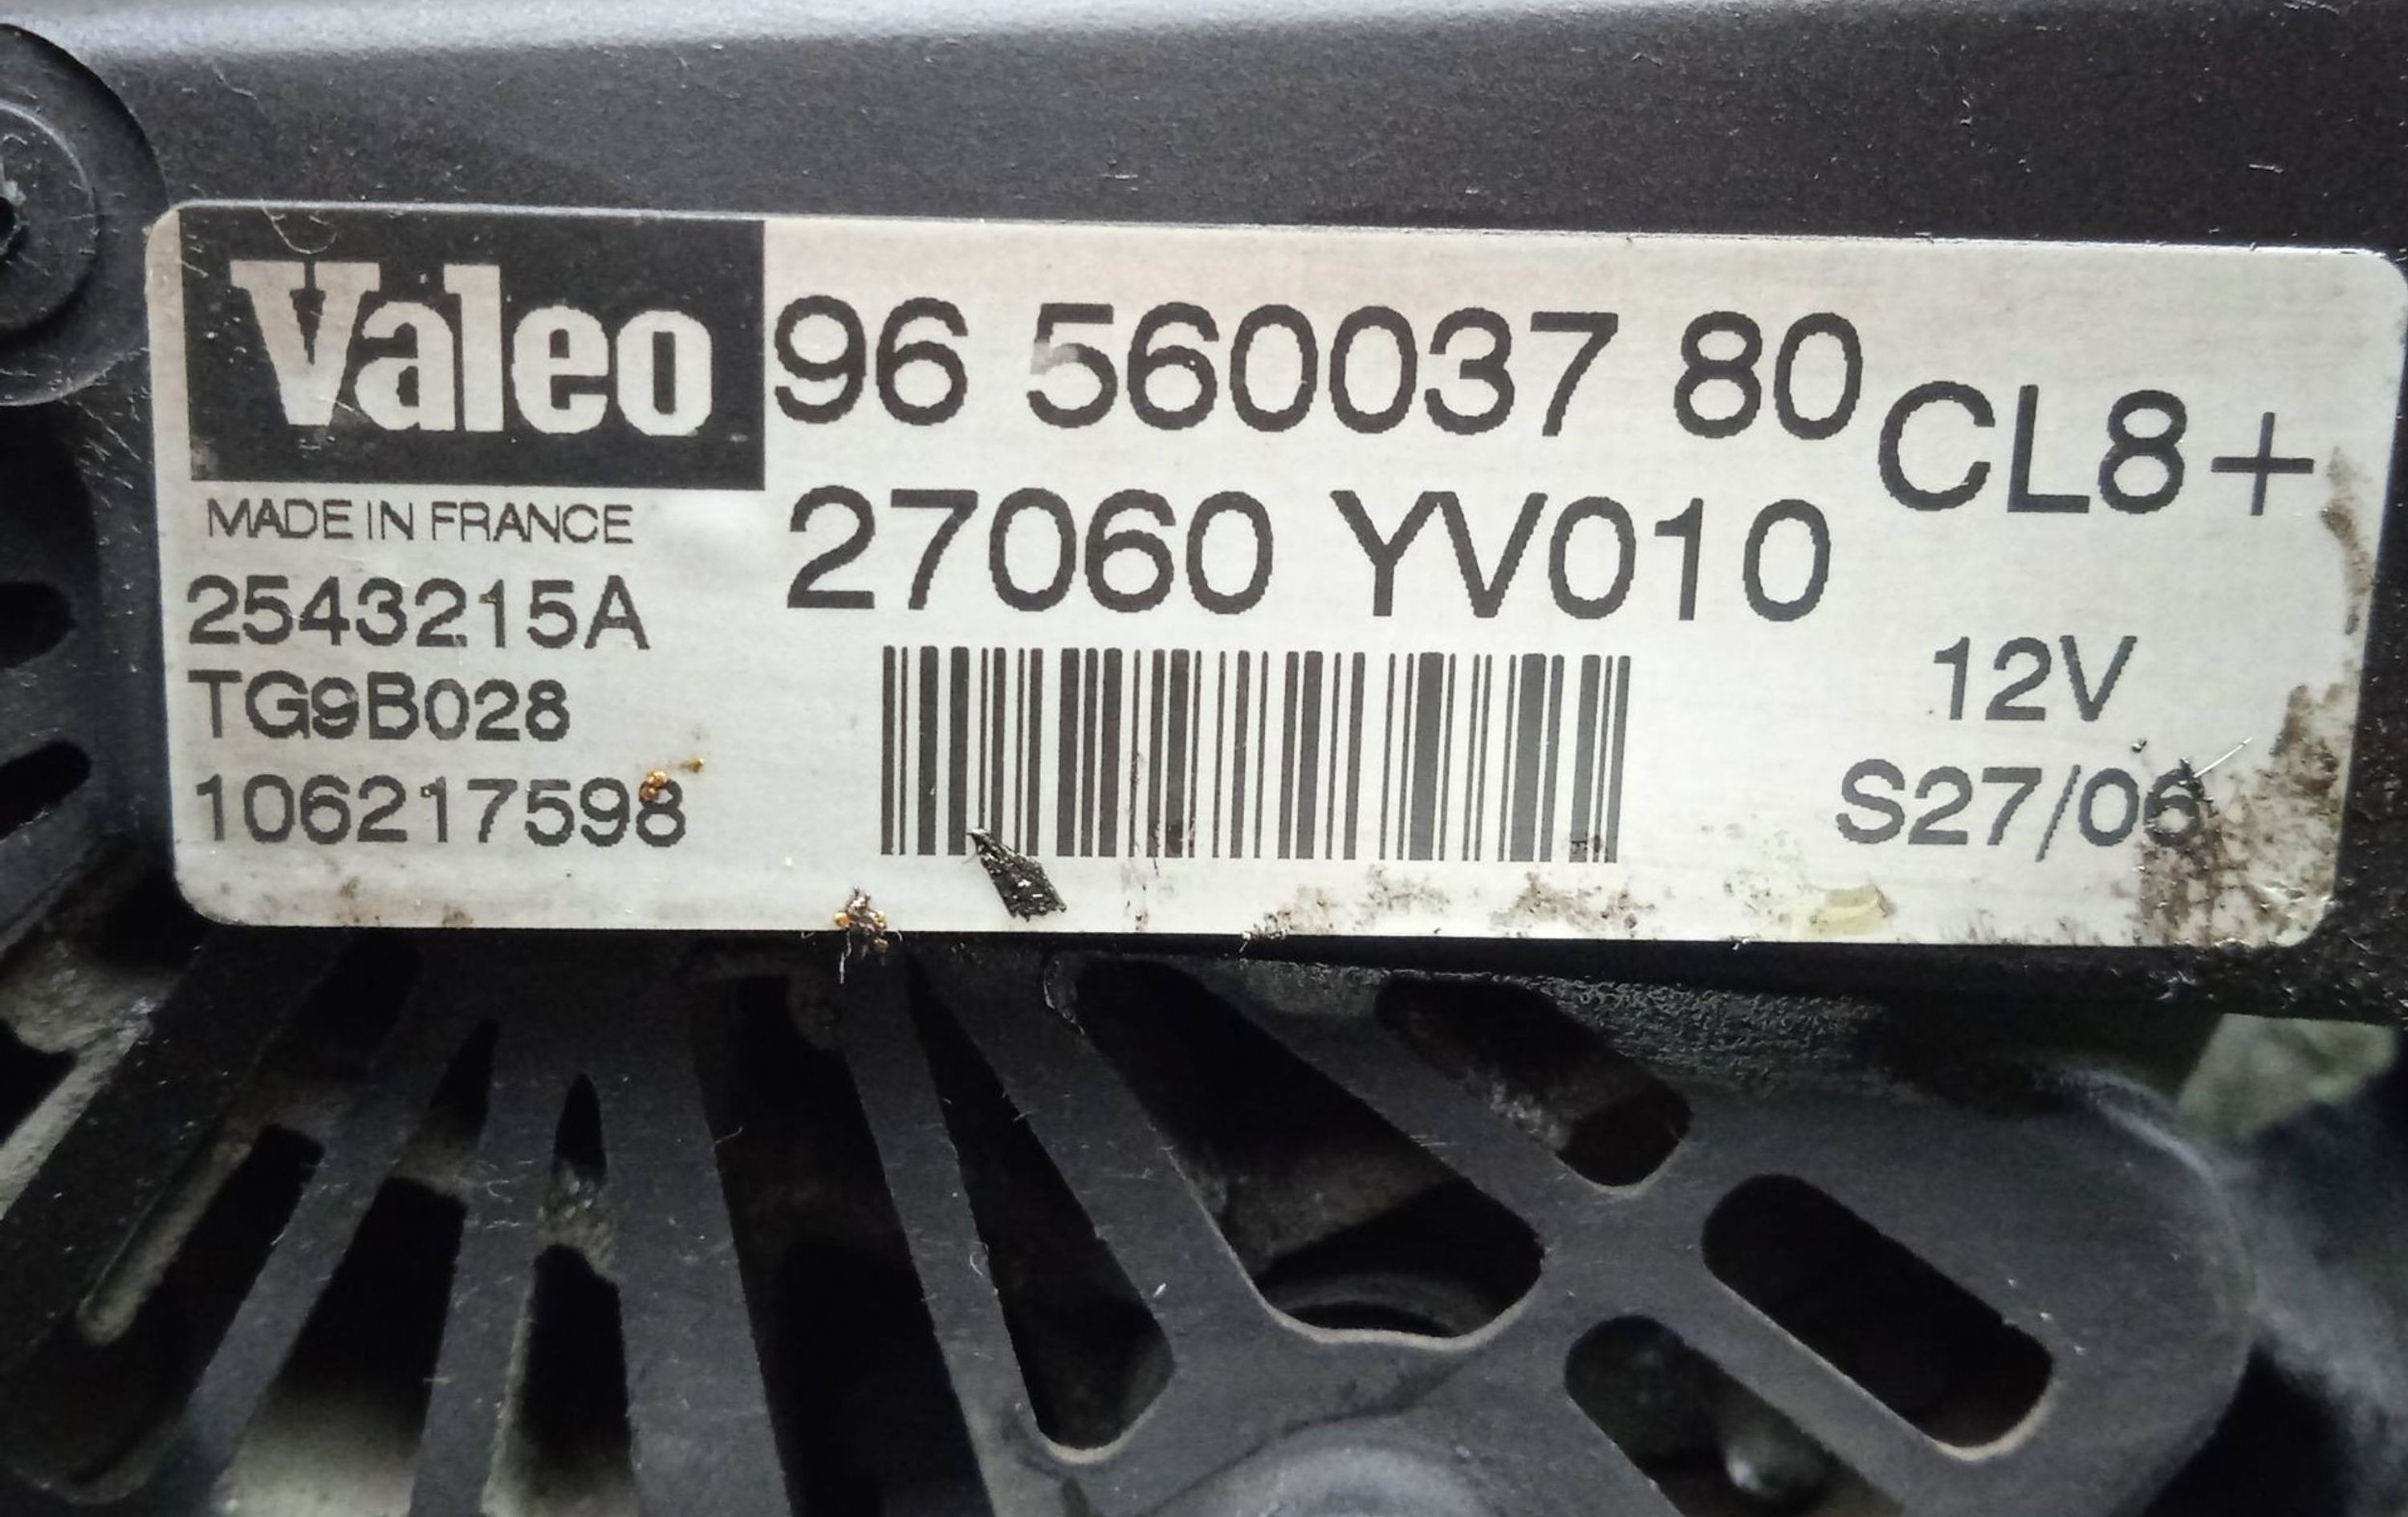 Valeo
96 560037 80
CL8+
27060 YV010
MADE IN FRANCE
2543215A
TG9B028
106217598
12V
S27/06